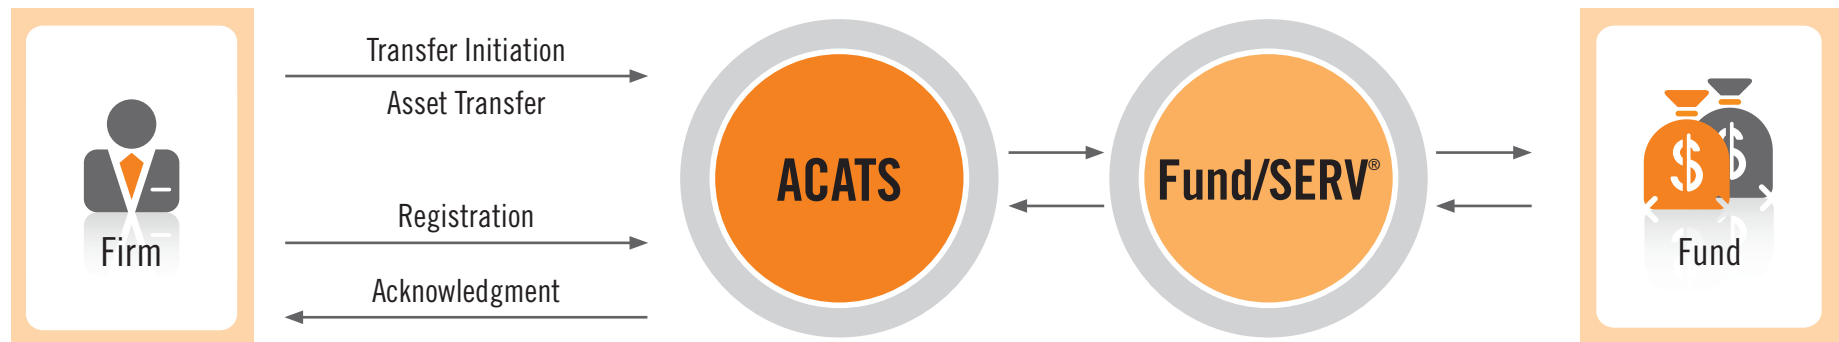 Firm
Transfer Initiation
Asset Transfer
Registration
Acknowledgment
ACATS
Fund/SERV®
Fund